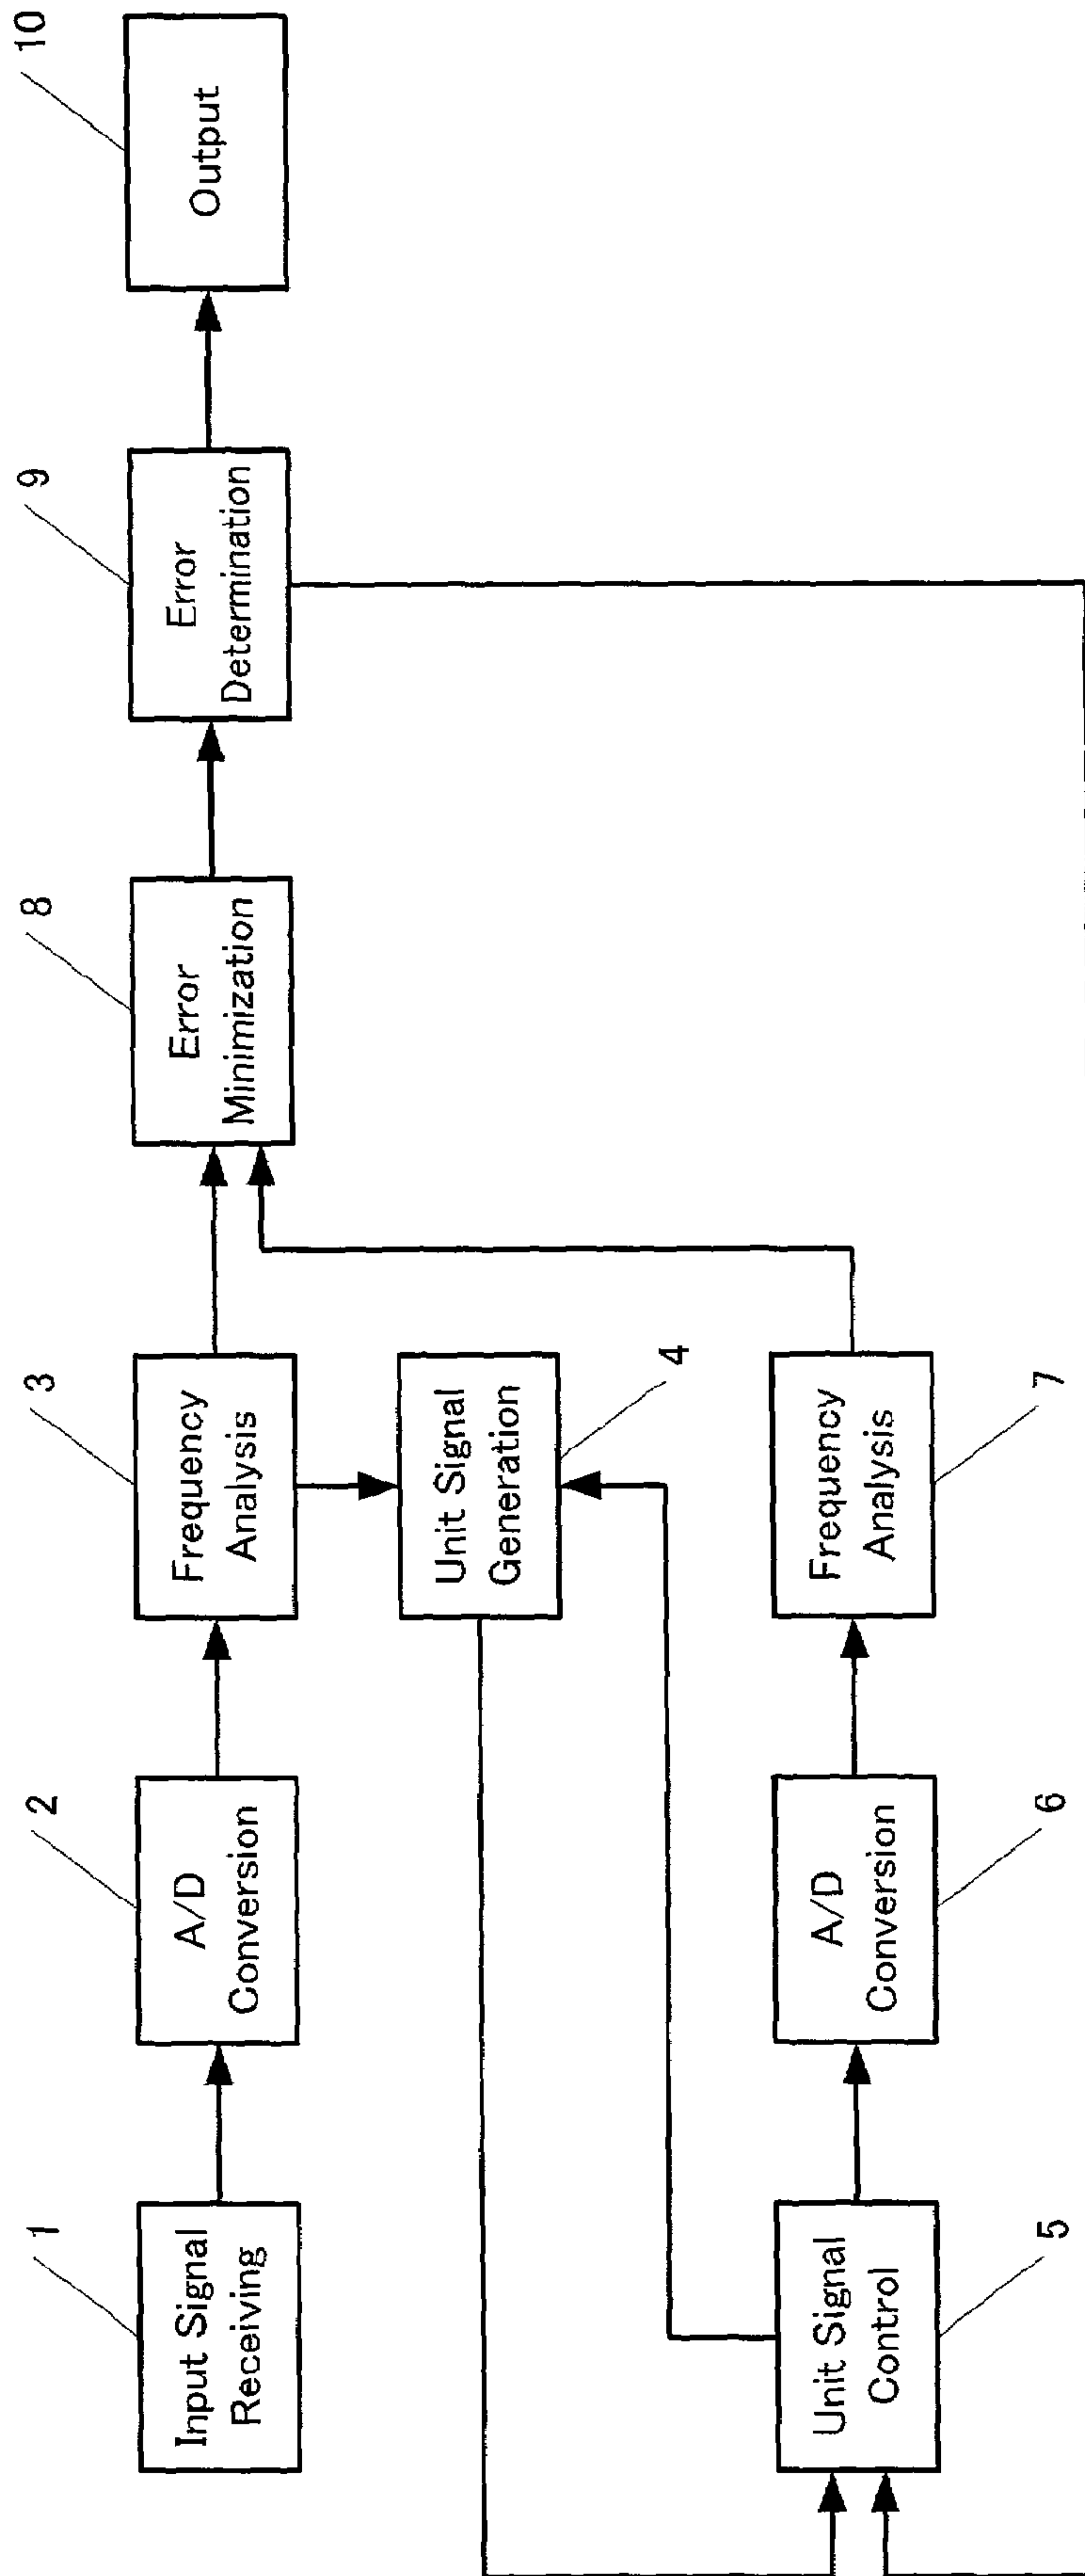 1
Input Signal
Receiving
2
A/D
Conversion
3
Frequency
Analysis
8
Error
Minimization
9
Error
Determination
10
Output
Unit Signal
Generation
4
Unit Signal
Control
5
A/D
Conversion
6
Frequency
Analysis
7